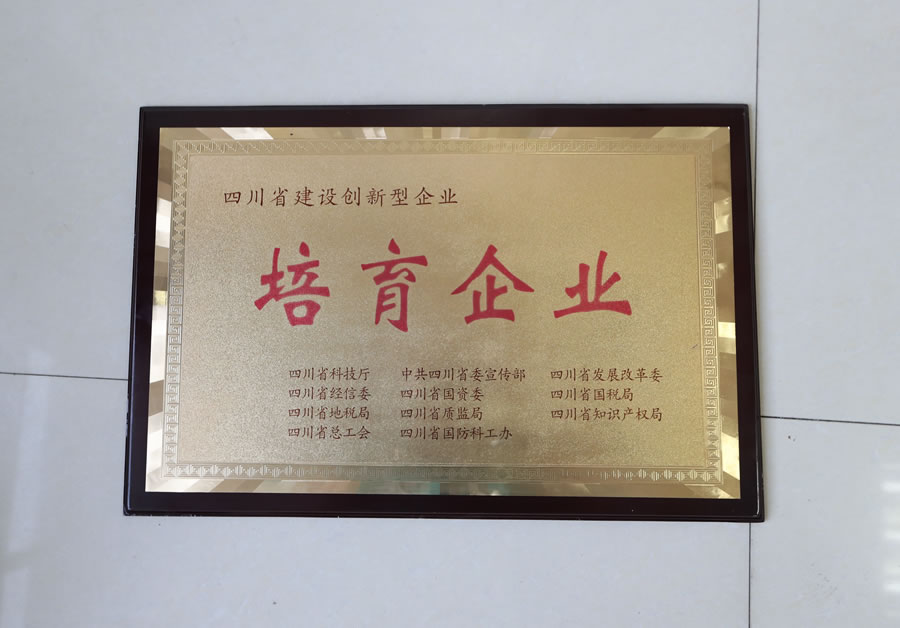 四川省建设创新型企业
培育企业
四川省科技厅 中共四川省委宣传部 四川省发展改革委
四川省经信委 四川省国资委 四川省国税局
四川省地税局 四川省质监局 四川省知识产权局
四川省总工会 四川省国防科工办